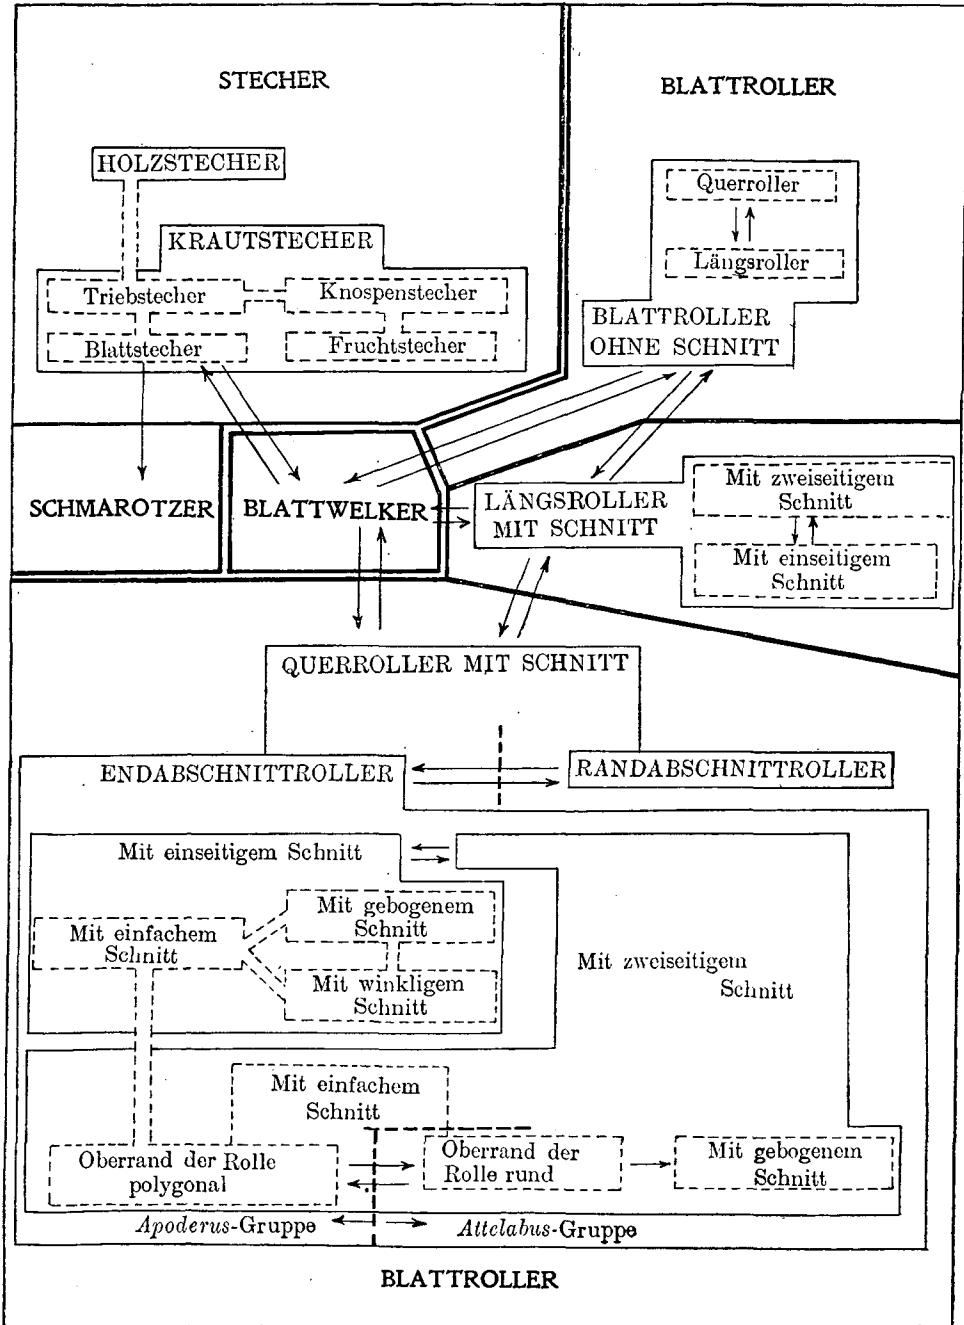 STECHER
BLATTROLLER
HOLZSTECHER
KRAUTSTECHER
Triebstecher
Knospenstecher
Blattstecher
Fruchtstecher
Querroller
Längsroller
BLATTROLLER
OHNE SCHNITT
SCHMAROTZER
BLATTWELKER
LÄNGSROLLER
MIT SCHNITT
Mit zweiseitigem
Schnitt
Mit einseitigem
Schnitt
QUERROLLER MIT SCHNITT
ENDABSCHNITTROLLER
RANDABSCHNITTROLLER
Mit einseitigem Schnitt
Mit einfachem
Schnitt
Mit gebogenem
Schnitt
Mit winkligem
Schnitt
Mit zweiseitigem
Schnitt
Mit einfachem
Schnitt
Oberrand der Rolle
polygonal
Oberrand der
Rolle rund
Mit gebogenem
Schnitt
Apoderus-Gruppe
Attelabus-Gruppe
BLATTROLLER